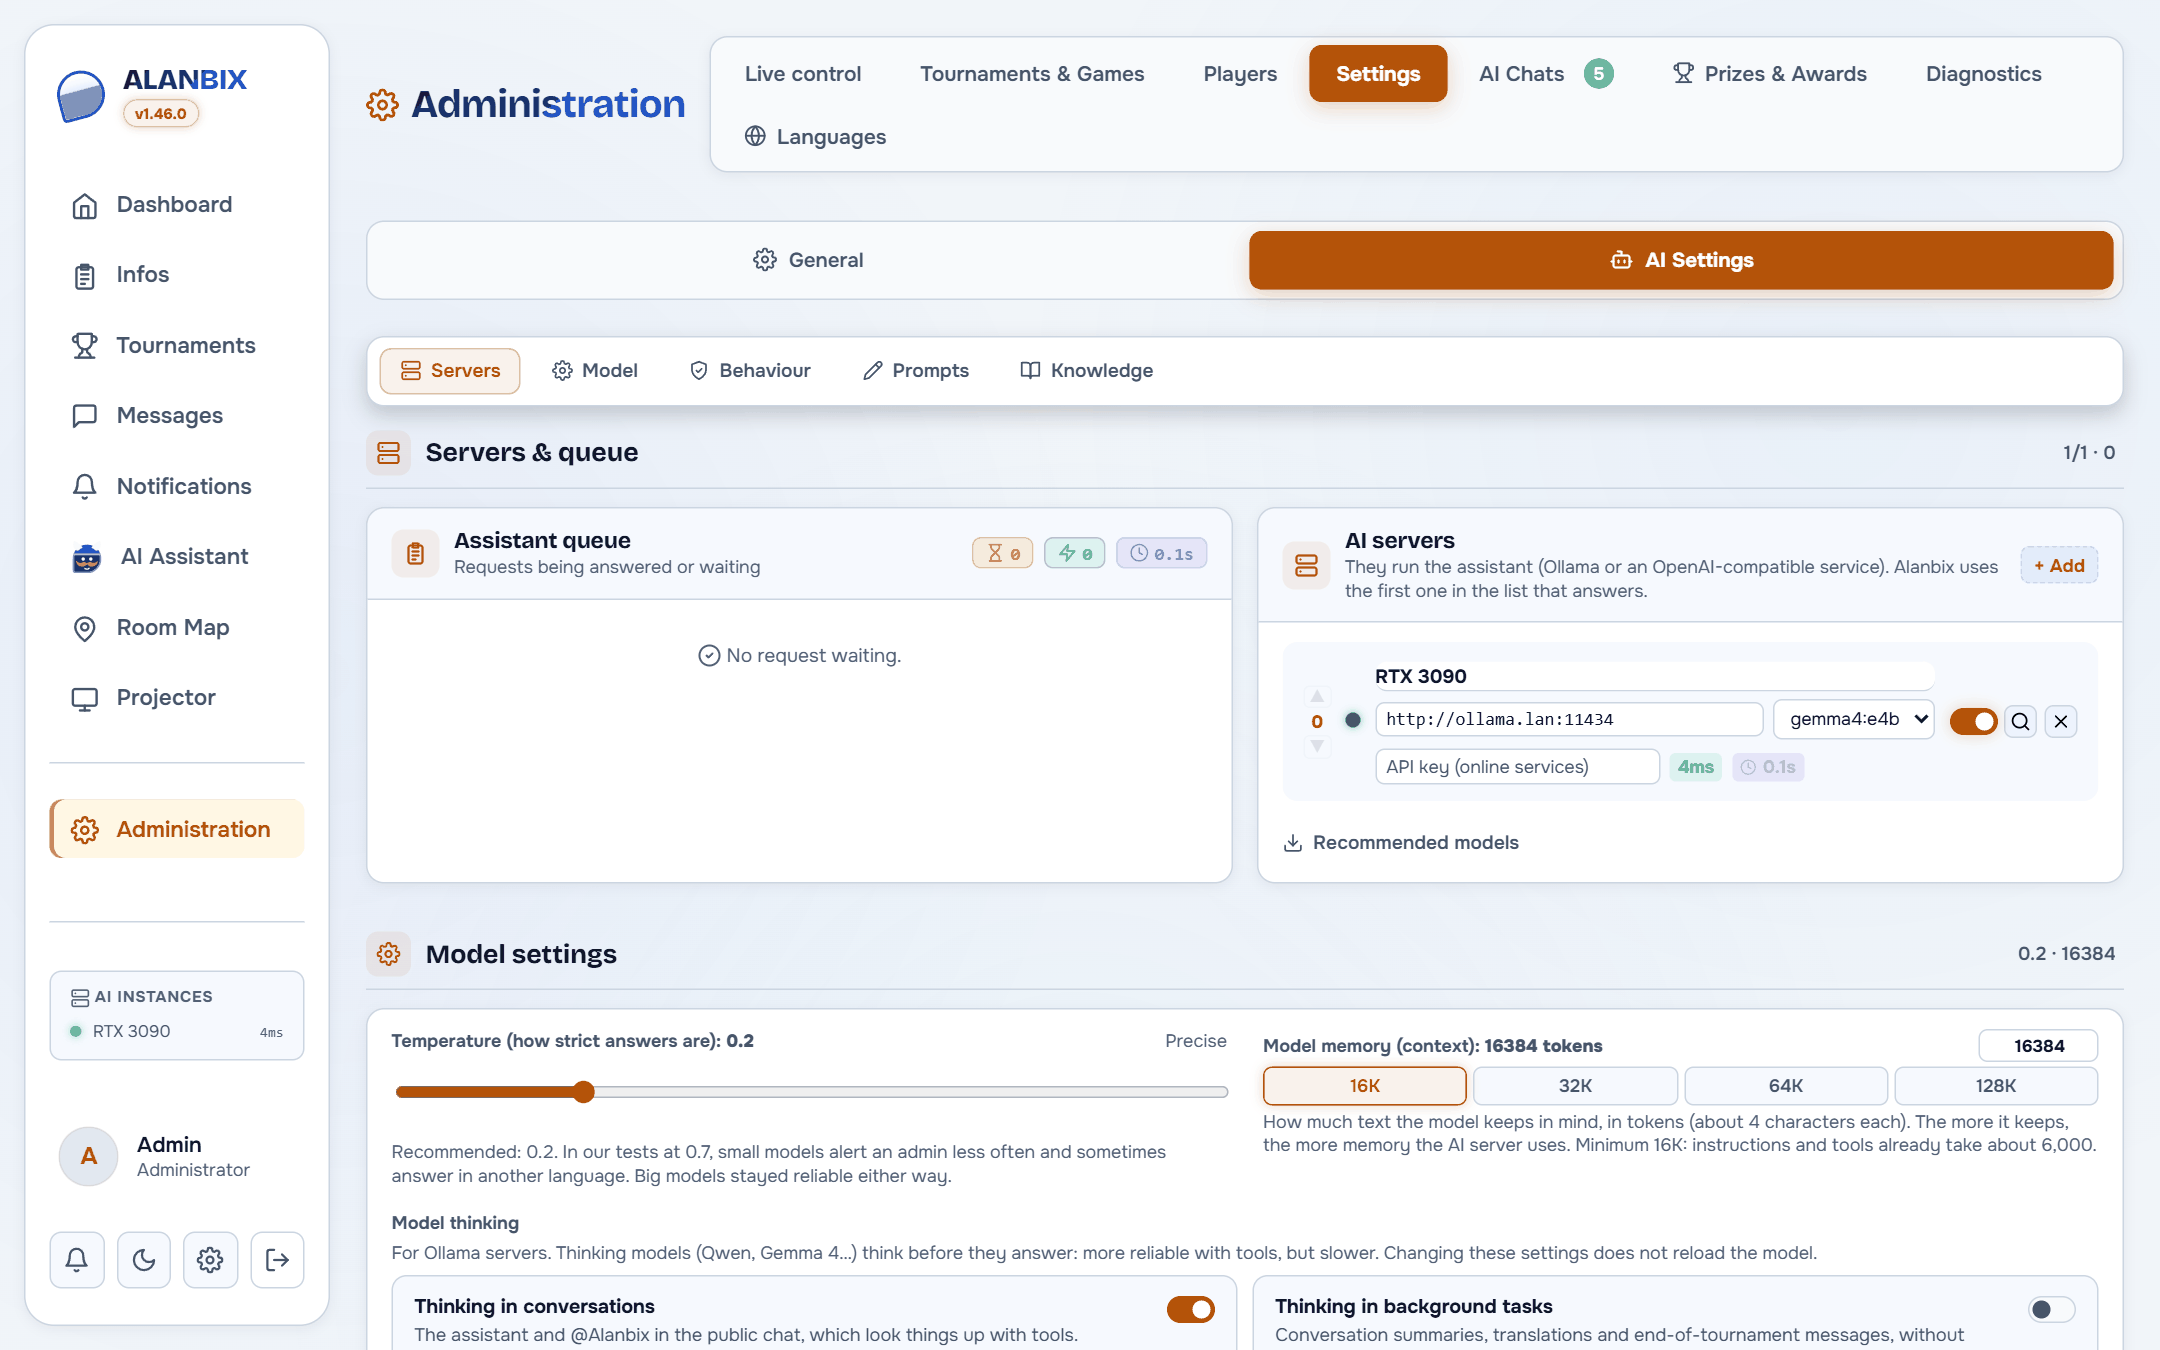 ALANBIX
v1.46.0
Dashboard
Infos
Tournaments
Messages
Notifications
AI Assistant
Room Map
Projector
Administration
AI INSTANCES
RTX 3090 4ms
A
Admin
Administrator
Administration
Live control
Tournaments & Games
Players
Settings
AI Chats 5
Prizes & Awards
Diagnostics
Languages
General
AI Settings
Servers
Model
Behaviour
Prompts
Knowledge
Servers & queue
1/1 · 0
Assistant queue
Requests being answered or waiting
0
0
0.1s
No request waiting.
AI servers
They run the assistant (Ollama or an OpenAI-compatible service). Alanbix uses
the first one in the list that answers.
+ Add
RTX 3090
0
http://ollama.lan:11434
gemma4:e4b
API key (online services)
4ms
0.1s
Recommended models
Model settings
0.2 · 16384
Temperature (how strict answers are): 0.2
Precise
Recommended: 0.2. In our tests at 0.7, small models alert an admin less often and sometimes
answer in another language. Big models stayed reliable either way.
Model memory (context): 16384 tokens
16384
16K
32K
64K
128K
How much text the model keeps in mind, in tokens (about 4 characters each). The more it keeps,
the more memory the AI server uses. Minimum 16K: instructions and tools already take about 6,000.
Model thinking
For Ollama servers. Thinking models (Qwen, Gemma 4...) think before they answer: more reliable with tools, but slower. Changing these settings does not reload the model.
Thinking in conversations
The assistant and @Alanbix in the public chat, which look things up with tools.
Thinking in background tasks
Conversation summaries, translations and end-of-tournament messages, without